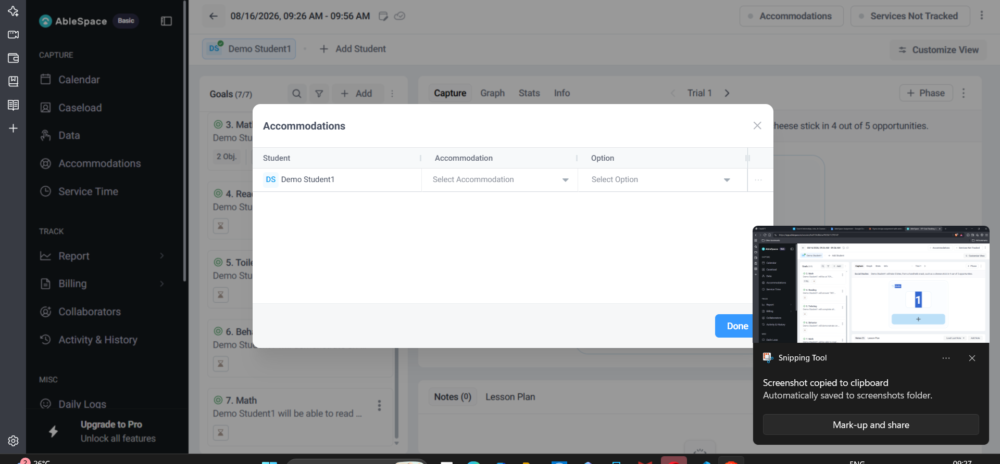 AbleSpace Basic
CAPTURE
Calendar
Caseload
Data
Accommodations
Service Time
TRACK
Report
Billing
Collaborators
Activity & History
MISC
Daily Logs
Upgrade to Pro
Unlock all features
08/16/2026, 09:26 AM - 09:56 AM
Accommodations
Services Not Tracked
DS Demo Student1
Add Student
Customize View
Goals (7/7)
Add
3. Mat
Demo Stu
2 Obj.
4. Rea
Demo Stu
5. Toile
Demo Stu
6. Beha
Demo Stu
7. Math
Demo Student1 will be able to read ...
Capture Graph Stats Info
Trial 1
Phase
heese stick in 4 out of 5 opportunities.
Accommodations
Student Accommodation Option
DS Demo Student1 Select Accommodation Select Option
Done
Notes (0) Lesson Plan
1
Snipping Tool
Screenshot copied to clipboard
Automatically saved to screenshots folder.
Mark-up and share
2 26°C
ENG
09:27